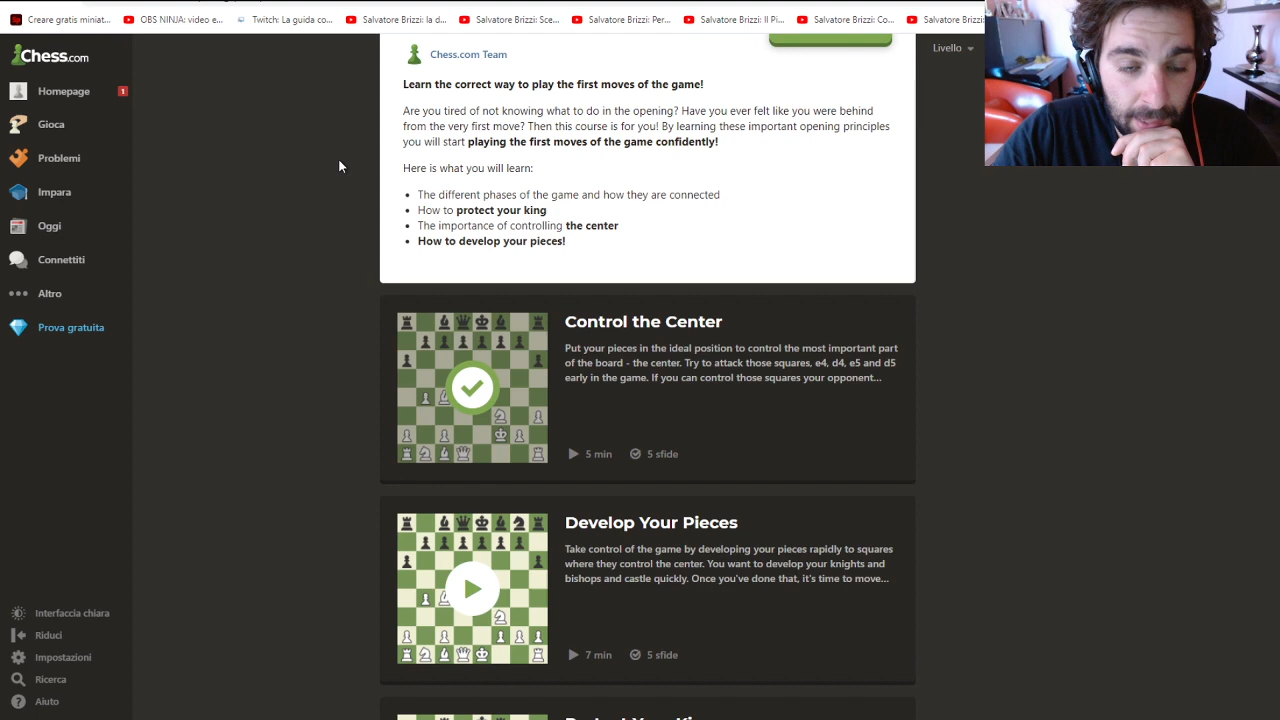 Creare gratis miniat...
OBS NINJA: video e...
Twitch: La guida co...
Salvatore Brizzi: la d...
Salvatore Brizzi: Sce...
Salvatore Brizzi: Per...
Salvatore Brizzi: Il Pi...
Salvatore Brizzi: Co...
Salvatore Brizzi
Chess.com
Homepage 1
Gioca
Problemi
Impara
Oggi
Connettiti
Altro
Prova gratuita
Interfaccia chiara
Riduci
Impostazioni
Ricerca
Aiuto
Livello
Chess.com Team
Learn the correct way to play the first moves of the game!
Are you tired of not knowing what to do in the opening? Have you ever felt like you were behind
from the very first move? Then this course is for you! By learning these important opening principles
you will start playing the first moves of the game confidently!
Here is what you will learn:
• The different phases of the game and how they are connected
• How to protect your king
• The importance of controlling the center
• How to develop your pieces!
Control the Center
Put your pieces in the ideal position to control the most important part
of the board - the center. Try to attack those squares, e4, d4, e5 and d5
early in the game. If you can control those squares your opponent...
5 min 5 sfide
Develop Your Pieces
Take control of the game by developing your pieces rapidly to squares
where they control the center. You want to develop your knights and
bishops and castle quickly. Once you've done that, it's time to move...
7 min 5 sfide